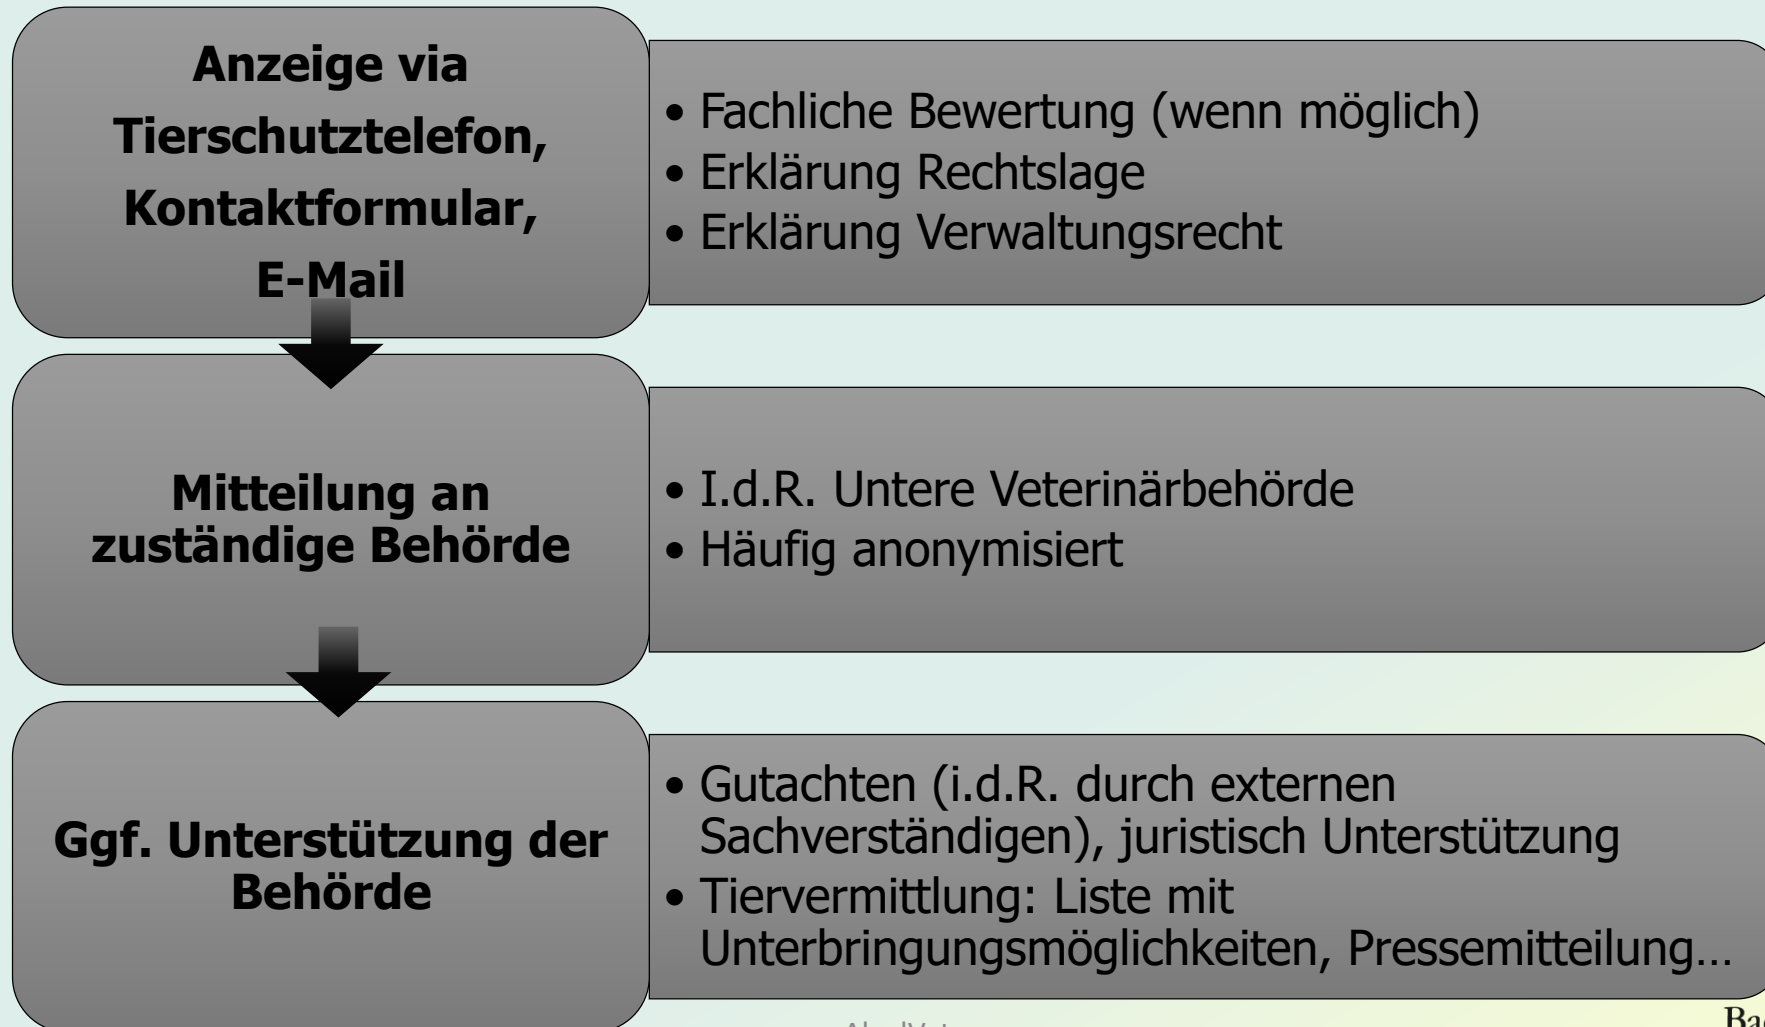 Anzeige via
Tierschutztelefon,
Kontaktformular,
E-Mail
• Fachliche Bewertung (wenn möglich)
• Erklärung Rechtslage
• Erklärung Verwaltungsrecht
Mitteilung an
zuständige Behörde
• I.d.R. Untere Veterinärbehörde
• Häufig anonymisiert
Ggf. Unterstützung der
Behörde
• Gutachten (i.d.R. durch externen
Sachverständigen), juristisch Unterstützung
• Tiervermittlung: Liste mit
Unterbringungsmöglichkeiten, Pressemitteilung…